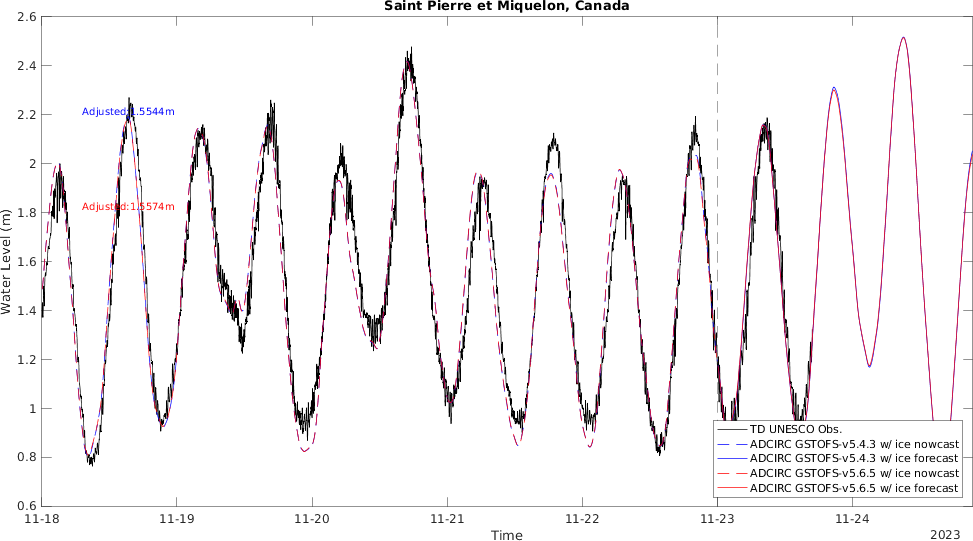 Saint Pierre et Miquelon, Canada
2.6
2.4
2.2
2
1.8
1.6
1.4
1.2
1
0.8
0.6
Water Level (m)
Adjusted:1.5544m
Adjusted:1.5574m
TD UNESCO Obs.
ADCIRC GSTOFS-v5.4.3 w/ ice nowcast
ADCIRC GSTOFS-v5.4.3 w/ ice forecast
ADCIRC GSTOFS-v5.6.5 w/ ice nowcast
ADCIRC GSTOFS-v5.6.5 w/ ice forecast
11-18
11-19
11-20
11-21
11-22
11-23
11-24
Time
2023